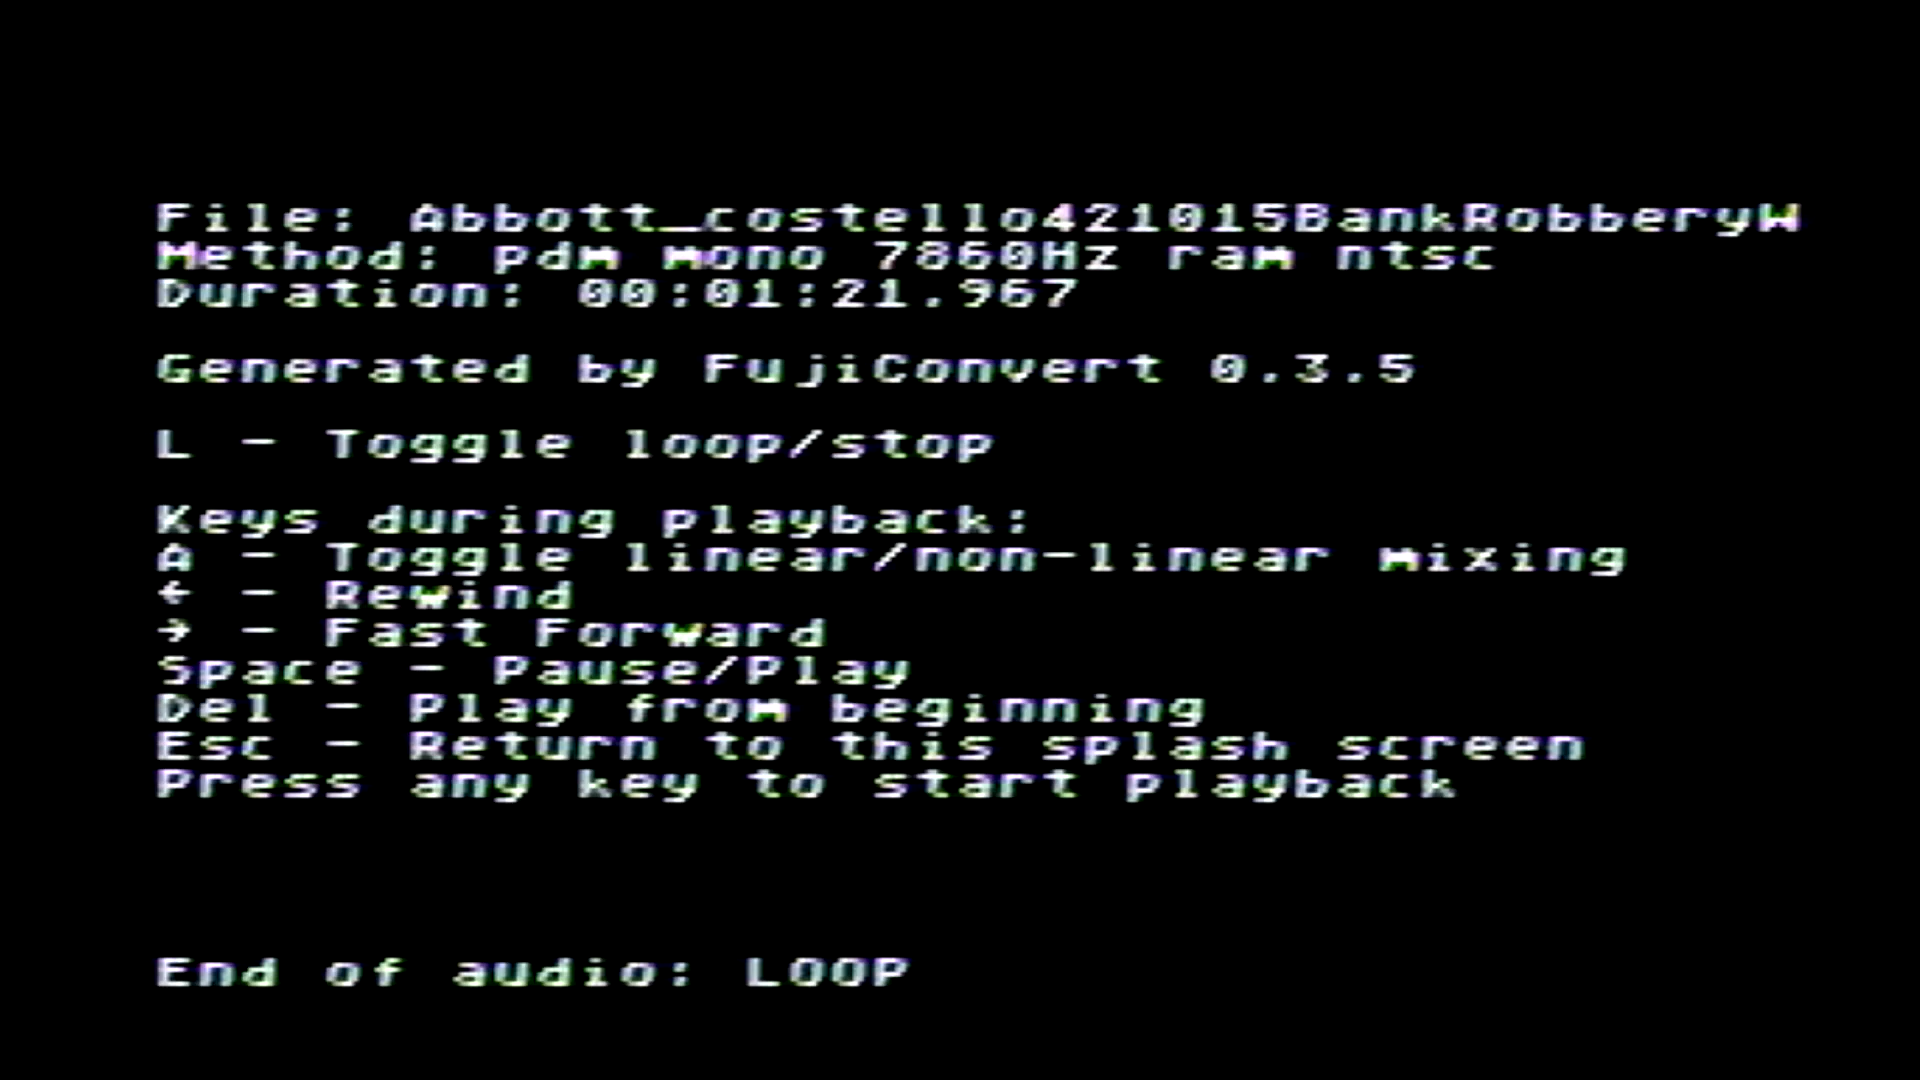 File: Abbott_costello421015BankRobberyW
Method: pdm mono 7860Hz ram ntsc
Duration: 00:01:21.967
Generated by FujiConvert 0.3.5
L - Toggle loop/stop
Keys during playback:
A - Toggle linear/non-linear mixing
← - Rewind
→ - Fast Forward
Space - Pause/Play
Del - Play from beginning
Esc - Return to this splash screen
Press any key to start playback
End of audio: LOOP